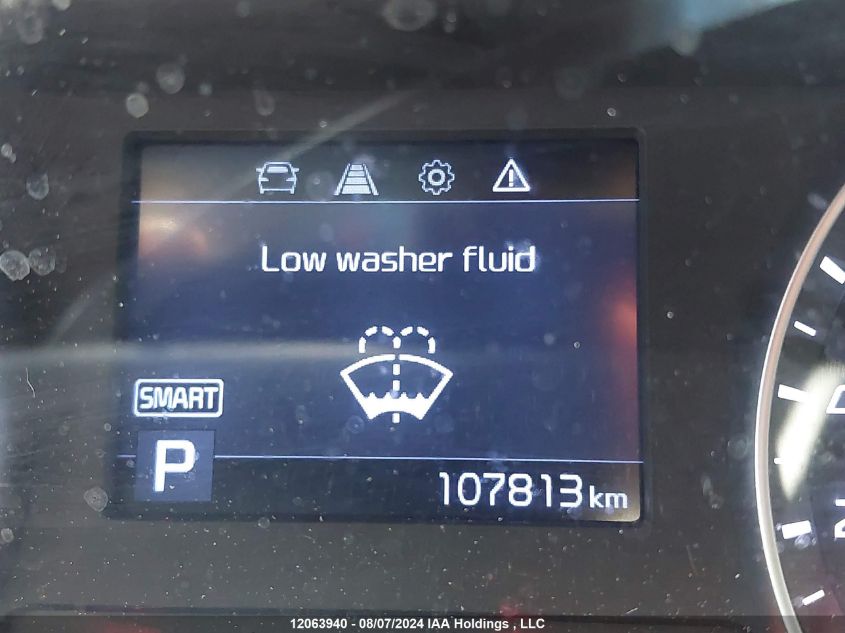 Low washer fluid
SMART
P
107813 km
12063940 - 08/07/2024 IAA Holdings , LLC